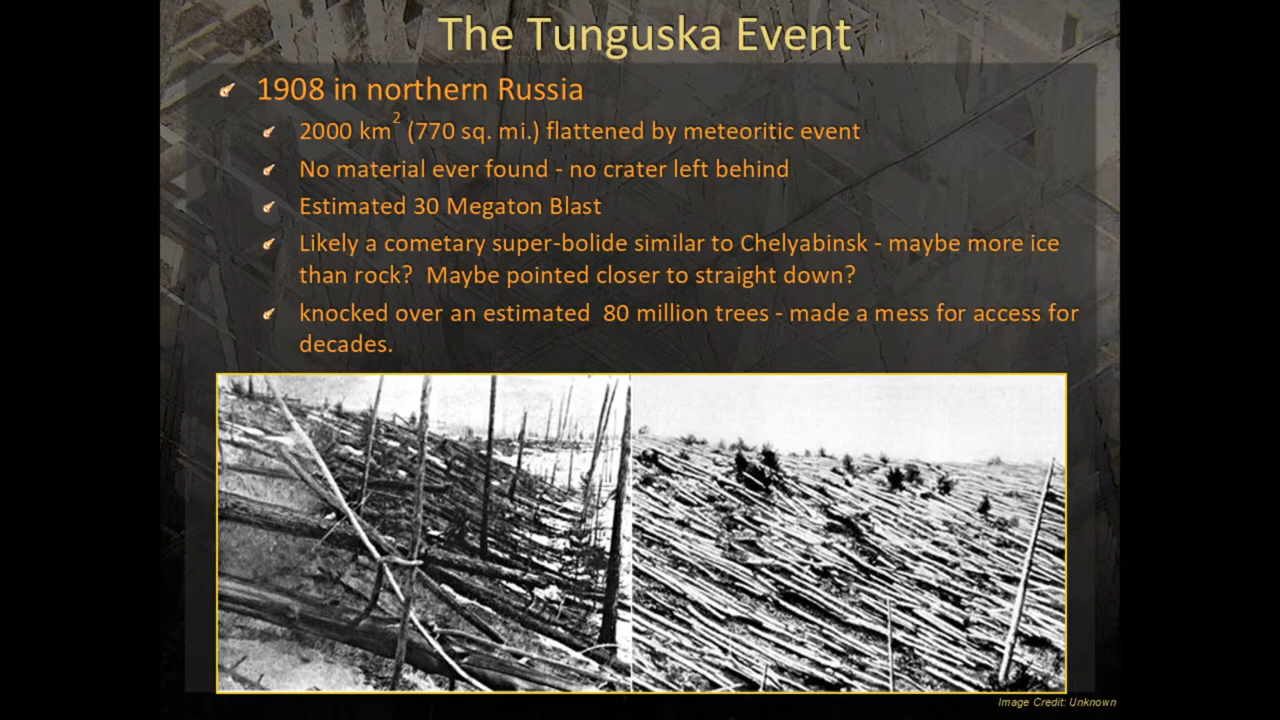 The Tunguska Event
1908 in northern Russia
2000 km² (770 sq. mi.) flattened by meteoritic event
No material ever found - no crater left behind
Estimated 30 Megaton Blast
Likely a cometary super-bolide similar to Chelyabinsk - maybe more ice
than rock?  Maybe pointed closer to straight down?
knocked over an estimated  80 million trees - made a mess for access for
decades.
Image Credit: Unknown